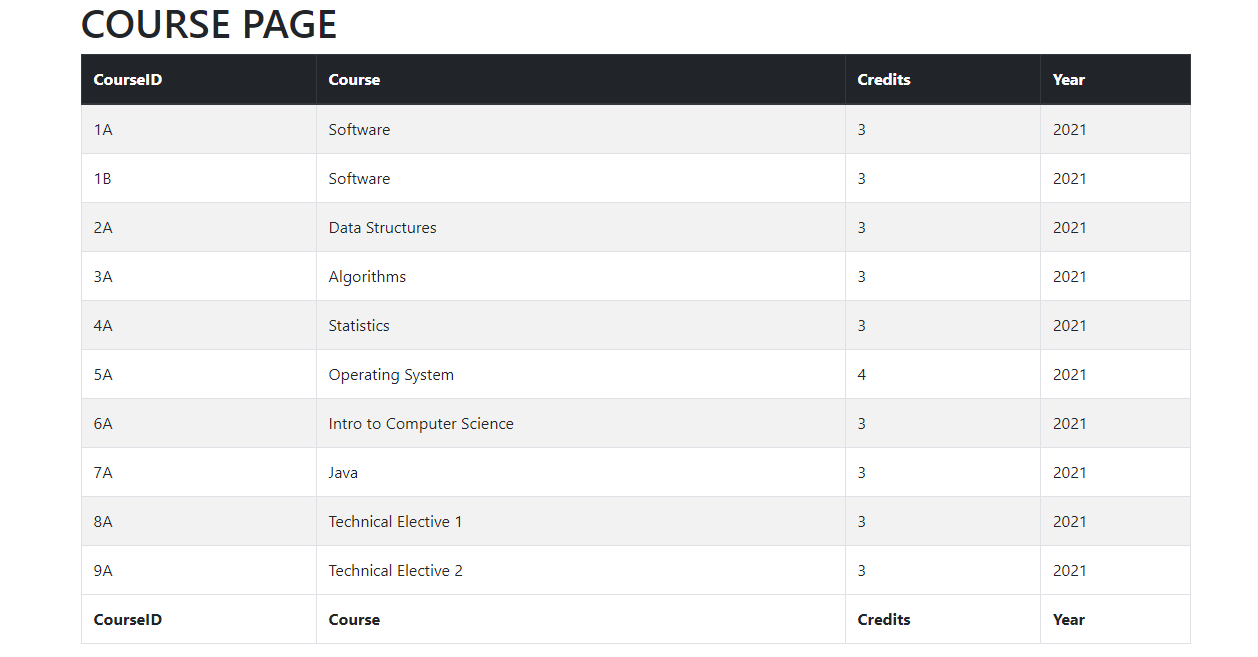 COURSE PAGE
CourseID Course Credits Year
1A Software 3 2021
1B Software 3 2021
2A Data Structures 3 2021
3A Algorithms 3 2021
4A Statistics 3 2021
5A Operating System 4 2021
6A Intro to Computer Science 3 2021
7A Java 3 2021
8A Technical Elective 1 3 2021
9A Technical Elective 2 3 2021
CourseID Course Credits Year